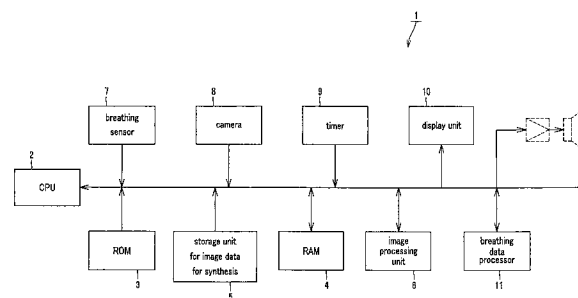 1
7
8
9
10
breathing
sensor
camera
timer
display unit
2
CPU
ROM
storage unit
for image data
for synthesis
RAM
image
processing
unit
breathing
data
processor
3
5
4
6
11